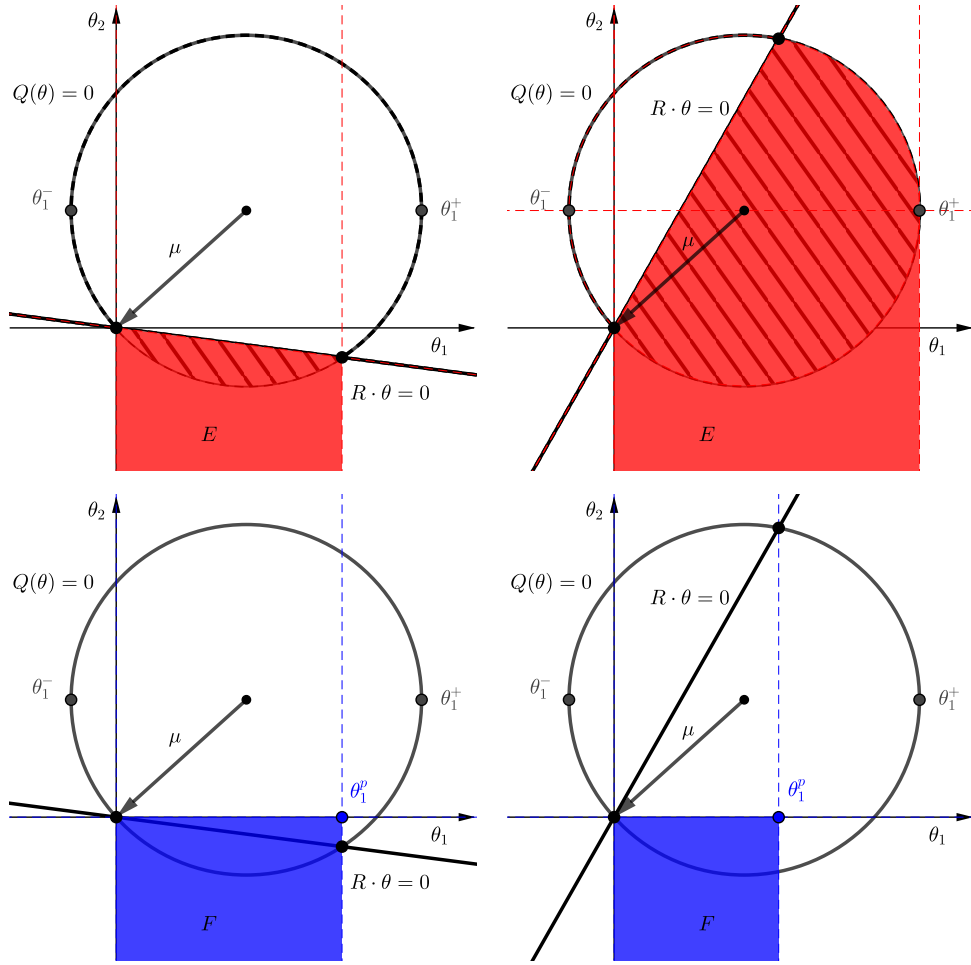 θ₂
Q(θ) = 0
θ₁⁻
θ₁⁺
μ
θ₁
R · θ = 0
E
θ₂
Q(θ) = 0
R · θ = 0
θ₁⁻
θ₁⁺
μ
θ₁
E
θ₂
Q(θ) = 0
θ₁⁻
θ₁⁺
μ
θ₁ᵖ
θ₁
R · θ = 0
F
θ₂
Q(θ) = 0
R · θ = 0
θ₁⁻
θ₁⁺
μ
θ₁ᵖ
θ₁
F